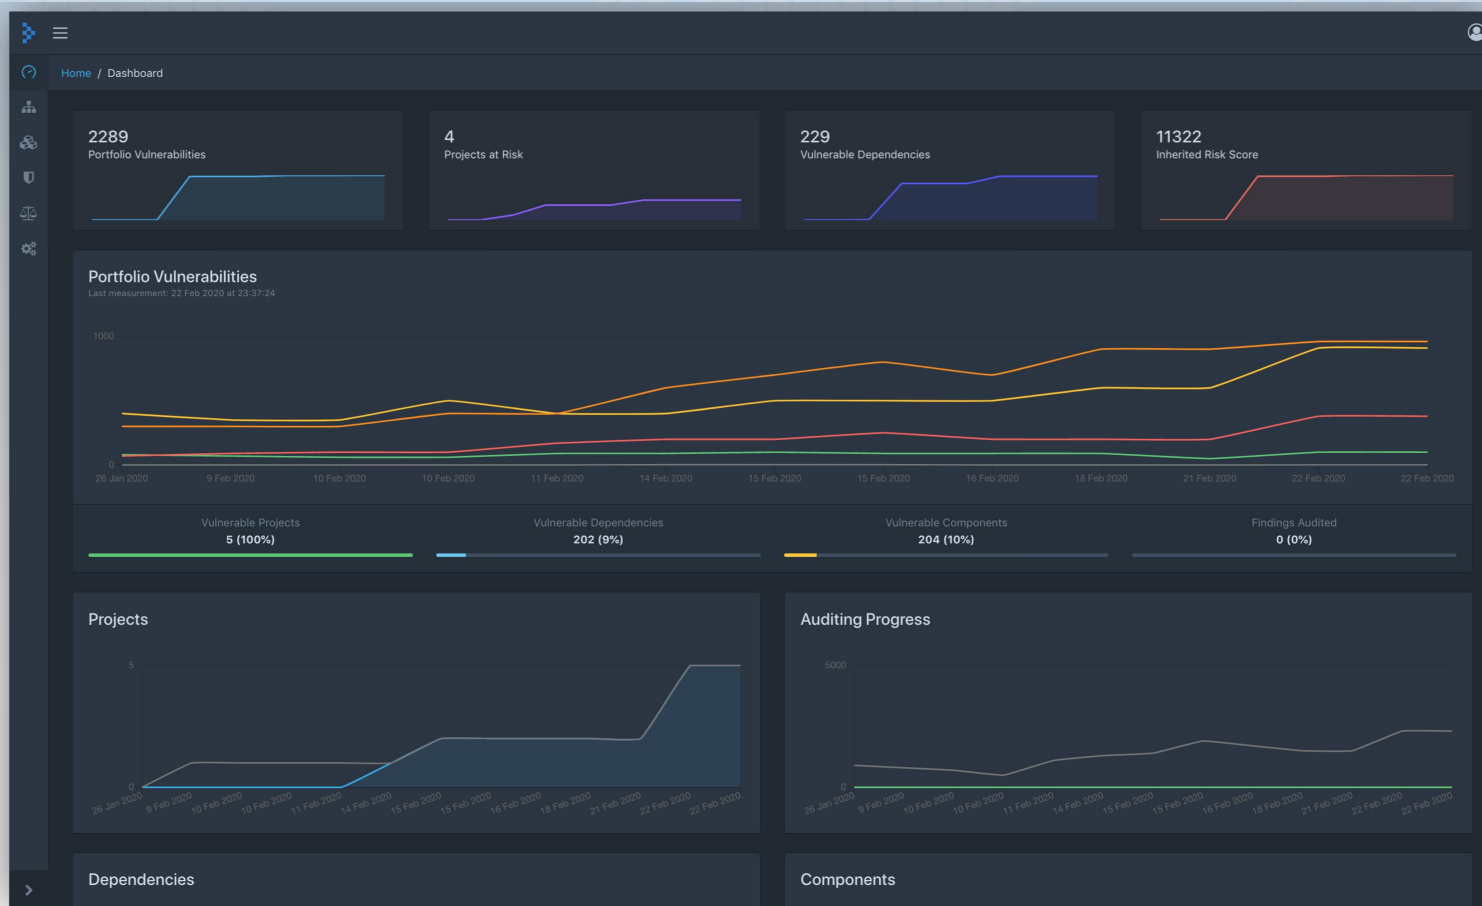 Home / Dashboard
2289
Portfolio Vulnerabilities
4
Projects at Risk
229
Vulnerable Dependencies
11322
Inherited Risk Score
Portfolio Vulnerabilities
Last measurement: 22 Feb 2020 at 23:37:24
1000
0
26 Jan 2020 9 Feb 2020 10 Feb 2020 10 Feb 2020 11 Feb 2020 14 Feb 2020 15 Feb 2020 15 Feb 2020 16 Feb 2020 18 Feb 2020 21 Feb 2020 22 Feb 2020 22 Feb 2020
Vulnerable Projects
5 (100%)
Vulnerable Dependencies
202 (9%)
Vulnerable Components
204 (10%)
Findings Audited
0 (0%)
Projects
5
0
26 Jan 2020 9 Feb 2020 10 Feb 2020 10 Feb 2020 11 Feb 2020 14 Feb 2020 15 Feb 2020 15 Feb 2020 16 Feb 2020 18 Feb 2020 21 Feb 2020 22 Feb 2020 22 Feb 2020
Auditing Progress
5000
0
26 Jan 2020 9 Feb 2020 10 Feb 2020 10 Feb 2020 11 Feb 2020 14 Feb 2020 15 Feb 2020 15 Feb 2020 16 Feb 2020 18 Feb 2020 21 Feb 2020 22 Feb 2020 22 Feb 2020
Dependencies
Components